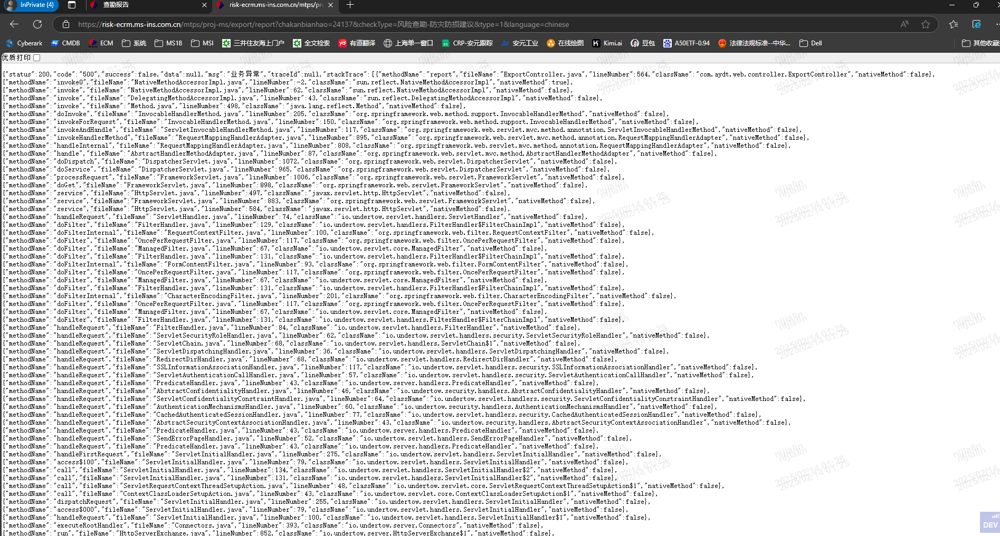 InPrivate (4)
查勘报告
risk-ecrm.ms-ins.com.cn/mtps/pro
https://risk-ecrm.ms-ins.com.cn/mtps/proj-ms/export/report?chakanbianhao=24137&checkType=风险查勘-防灾防损建议&type=1&language=chinese
Cyberark CMDB ECM 系统 MS18 MSI 三井住友海上门户 全文检索 有道翻译 上海单一窗口 CRP-安元跟踪 安元工业 在线绘图 Kimi.ai 豆包 A50ETF-0.94 法律法规标准--中华... Dell 其他收藏
优质打印
{"status":200,"code":"500","success":false,"data":null,"msg":"业务异常","traceId":null,"stackTrace":[{"methodName":"report","fileName":"ExportController.java","lineNumber":564,"className":"com.aydt.web.controller.ExportController","nativeMethod":false},
{"methodName":"invoke0","fileName":"NativeMethodAccessorImpl.java","lineNumber":-2,"className":"sun.reflect.NativeMethodAccessorImpl","nativeMethod":true},
{"methodName":"invoke","fileName":"NativeMethodAccessorImpl.java","lineNumber":62,"className":"sun.reflect.NativeMethodAccessorImpl","nativeMethod":false},
{"methodName":"invoke","fileName":"DelegatingMethodAccessorImpl.java","lineNumber":43,"className":"sun.reflect.DelegatingMethodAccessorImpl","nativeMethod":false},
{"methodName":"invoke","fileName":"Method.java","lineNumber":498,"className":"java.lang.reflect.Method","nativeMethod":false},
{"methodName":"doInvoke","fileName":"InvocableHandlerMethod.java","lineNumber":205,"className":"org.springframework.web.method.support.InvocableHandlerMethod","nativeMethod":false},
{"methodName":"invokeForRequest","fileName":"InvocableHandlerMethod.java","lineNumber":150,"className":"org.springframework.web.method.support.InvocableHandlerMethod","nativeMethod":false},
{"methodName":"invokeAndHandle","fileName":"ServletInvocableHandlerMethod.java","lineNumber":117,"className":"org.springframework.web.servlet.mvc.method.annotation.ServletInvocableHandlerMethod","nativeMethod":false},
{"methodName":"invokeHandlerMethod","fileName":"RequestMappingHandlerAdapter.java","lineNumber":895,"className":"org.springframework.web.servlet.mvc.method.annotation.RequestMappingHandlerAdapter","nativeMethod":false},
{"methodName":"handleInternal","fileName":"RequestMappingHandlerAdapter.java","lineNumber":808,"className":"org.springframework.web.servlet.mvc.method.annotation.RequestMappingHandlerAdapter","nativeMethod":false},
{"methodName":"handle","fileName":"AbstractHandlerMethodAdapter.java","lineNumber":87,"className":"org.springframework.web.servlet.mvc.method.AbstractHandlerMethodAdapter","nativeMethod":false},
{"methodName":"doDispatch","fileName":"DispatcherServlet.java","lineNumber":1072,"className":"org.springframework.web.servlet.DispatcherServlet","nativeMethod":false},
{"methodName":"doService","fileName":"DispatcherServlet.java","lineNumber":965,"className":"org.springframework.web.servlet.DispatcherServlet","nativeMethod":false},
{"methodName":"processRequest","fileName":"FrameworkServlet.java","lineNumber":1006,"className":"org.springframework.web.servlet.FrameworkServlet","nativeMethod":false},
{"methodName":"doGet","fileName":"FrameworkServlet.java","lineNumber":898,"className":"org.springframework.web.servlet.FrameworkServlet","nativeMethod":false},
{"methodName":"service","fileName":"HttpServlet.java","lineNumber":497,"className":"javax.servlet.http.HttpServlet","nativeMethod":false},
{"methodName":"service","fileName":"FrameworkServlet.java","lineNumber":883,"className":"org.springframework.web.servlet.FrameworkServlet","nativeMethod":false},
{"methodName":"service","fileName":"HttpServlet.java","lineNumber":584,"className":"javax.servlet.http.HttpServlet","nativeMethod":false},
{"methodName":"handleRequest","fileName":"ServletHandler.java","lineNumber":74,"className":"io.undertow.servlet.handlers.ServletHandler","nativeMethod":false},
{"methodName":"doFilter","fileName":"FilterHandler.java","lineNumber":129,"className":"io.undertow.servlet.handlers.FilterHandler$FilterChainImpl","nativeMethod":false},
{"methodName":"doFilterInternal","fileName":"RequestContextFilter.java","lineNumber":100,"className":"org.springframework.web.filter.RequestContextFilter","nativeMethod":false},
{"methodName":"doFilter","fileName":"OncePerRequestFilter.java","lineNumber":117,"className":"org.springframework.web.filter.OncePerRequestFilter","nativeMethod":false},
{"methodName":"doFilter","fileName":"ManagedFilter.java","lineNumber":67,"className":"io.undertow.servlet.core.ManagedFilter","nativeMethod":false},
{"methodName":"doFilter","fileName":"FilterHandler.java","lineNumber":131,"className":"io.undertow.servlet.handlers.FilterHandler$FilterChainImpl","nativeMethod":false},
{"methodName":"doFilterInternal","fileName":"FormContentFilter.java","lineNumber":93,"className":"org.springframework.web.filter.FormContentFilter","nativeMethod":false},
{"methodName":"doFilter","fileName":"OncePerRequestFilter.java","lineNumber":117,"className":"org.springframework.web.filter.OncePerRequestFilter","nativeMethod":false},
{"methodName":"doFilter","fileName":"ManagedFilter.java","lineNumber":67,"className":"io.undertow.servlet.core.ManagedFilter","nativeMethod":false},
{"methodName":"doFilter","fileName":"FilterHandler.java","lineNumber":131,"className":"io.undertow.servlet.handlers.FilterHandler$FilterChainImpl","nativeMethod":false},
{"methodName":"doFilterInternal","fileName":"CharacterEncodingFilter.java","lineNumber":201,"className":"org.springframework.web.filter.CharacterEncodingFilter","nativeMethod":false},
{"methodName":"doFilter","fileName":"OncePerRequestFilter.java","lineNumber":117,"className":"org.springframework.web.filter.OncePerRequestFilter","nativeMethod":false},
{"methodName":"doFilter","fileName":"ManagedFilter.java","lineNumber":67,"className":"io.undertow.servlet.core.ManagedFilter","nativeMethod":false},
{"methodName":"doFilter","fileName":"FilterHandler.java","lineNumber":131,"className":"io.undertow.servlet.handlers.FilterHandler$FilterChainImpl","nativeMethod":false},
{"methodName":"handleRequest","fileName":"FilterHandler.java","lineNumber":84,"className":"io.undertow.servlet.handlers.FilterHandler","nativeMethod":false},
{"methodName":"handleRequest","fileName":"ServletSecurityRoleHandler.java","lineNumber":62,"className":"io.undertow.servlet.handlers.security.ServletSecurityRoleHandler","nativeMethod":false},
{"methodName":"handleRequest","fileName":"ServletChain.java","lineNumber":68,"className":"io.undertow.servlet.handlers.ServletChain$1","nativeMethod":false},
{"methodName":"handleRequest","fileName":"ServletDispatchingHandler.java","lineNumber":36,"className":"io.undertow.servlet.handlers.ServletDispatchingHandler","nativeMethod":false},
{"methodName":"handleRequest","fileName":"RedirectDirHandler.java","lineNumber":68,"className":"io.undertow.servlet.handlers.RedirectDirHandler","nativeMethod":false},
{"methodName":"handleRequest","fileName":"SSLInformationAssociationHandler.java","lineNumber":117,"className":"io.undertow.servlet.handlers.security.SSLInformationAssociationHandler","nativeMethod":false},
{"methodName":"handleRequest","fileName":"ServletAuthenticationCallHandler.java","lineNumber":57,"className":"io.undertow.servlet.handlers.security.ServletAuthenticationCallHandler","nativeMethod":false},
{"methodName":"handleRequest","fileName":"PredicateHandler.java","lineNumber":43,"className":"io.undertow.server.handlers.PredicateHandler","nativeMethod":false},
{"methodName":"handleRequest","fileName":"AbstractConfidentialityHandler.java","lineNumber":46,"className":"io.undertow.security.handlers.AbstractConfidentialityHandler","nativeMethod":false},
{"methodName":"handleRequest","fileName":"ServletConfidentialityConstraintHandler.java","lineNumber":64,"className":"io.undertow.servlet.handlers.security.ServletConfidentialityConstraintHandler","nativeMethod":false},
{"methodName":"handleRequest","fileName":"AuthenticationMechanismsHandler.java","lineNumber":60,"className":"io.undertow.security.handlers.AuthenticationMechanismsHandler","nativeMethod":false},
{"methodName":"handleRequest","fileName":"CachedAuthenticatedSessionHandler.java","lineNumber":77,"className":"io.undertow.servlet.handlers.security.CachedAuthenticatedSessionHandler","nativeMethod":false},
{"methodName":"handleRequest","fileName":"AbstractSecurityContextAssociationHandler.java","lineNumber":43,"className":"io.undertow.security.handlers.AbstractSecurityContextAssociationHandler","nativeMethod":false},
{"methodName":"handleRequest","fileName":"PredicateHandler.java","lineNumber":43,"className":"io.undertow.server.handlers.PredicateHandler","nativeMethod":false},
{"methodName":"handleRequest","fileName":"SendErrorPageHandler.java","lineNumber":52,"className":"io.undertow.servlet.handlers.SendErrorPageHandler","nativeMethod":false},
{"methodName":"handleRequest","fileName":"PredicateHandler.java","lineNumber":43,"className":"io.undertow.server.handlers.PredicateHandler","nativeMethod":false},
{"methodName":"handleFirstRequest","fileName":"ServletInitialHandler.java","lineNumber":275,"className":"io.undertow.servlet.handlers.ServletInitialHandler","nativeMethod":false},
{"methodName":"access$100","fileName":"ServletInitialHandler.java","lineNumber":79,"className":"io.undertow.servlet.handlers.ServletInitialHandler","nativeMethod":false},
{"methodName":"call","fileName":"ServletInitialHandler.java","lineNumber":134,"className":"io.undertow.servlet.handlers.ServletInitialHandler$2","nativeMethod":false},
{"methodName":"call","fileName":"ServletInitialHandler.java","lineNumber":131,"className":"io.undertow.servlet.handlers.ServletInitialHandler$2","nativeMethod":false},
{"methodName":"call","fileName":"ServletRequestContextThreadSetupAction.java","lineNumber":48,"className":"io.undertow.servlet.core.ServletRequestContextThreadSetupAction$1","nativeMethod":false},
{"methodName":"call","fileName":"ContextClassLoaderSetupAction.java","lineNumber":43,"className":"io.undertow.servlet.core.ContextClassLoaderSetupAction$1","nativeMethod":false},
{"methodName":"dispatchRequest","fileName":"ServletInitialHandler.java","lineNumber":255,"className":"io.undertow.servlet.handlers.ServletInitialHandler","nativeMethod":false},
{"methodName":"access$000","fileName":"ServletInitialHandler.java","lineNumber":79,"className":"io.undertow.servlet.handlers.ServletInitialHandler","nativeMethod":false},
{"methodName":"handleRequest","fileName":"ServletInitialHandler.java","lineNumber":100,"className":"io.undertow.servlet.handlers.ServletInitialHandler$1","nativeMethod":false},
{"methodName":"executeRootHandler","fileName":"Connectors.java","lineNumber":393,"className":"io.undertow.server.Connectors","nativeMethod":false},
{"methodName":"run","fileName":"HttpServerExchange.java","lineNumber":852,"className":"io.undertow.server.HttpServerExchange$1","nativeMethod":false},
nijialin
2025/02/14 01:25
DEV